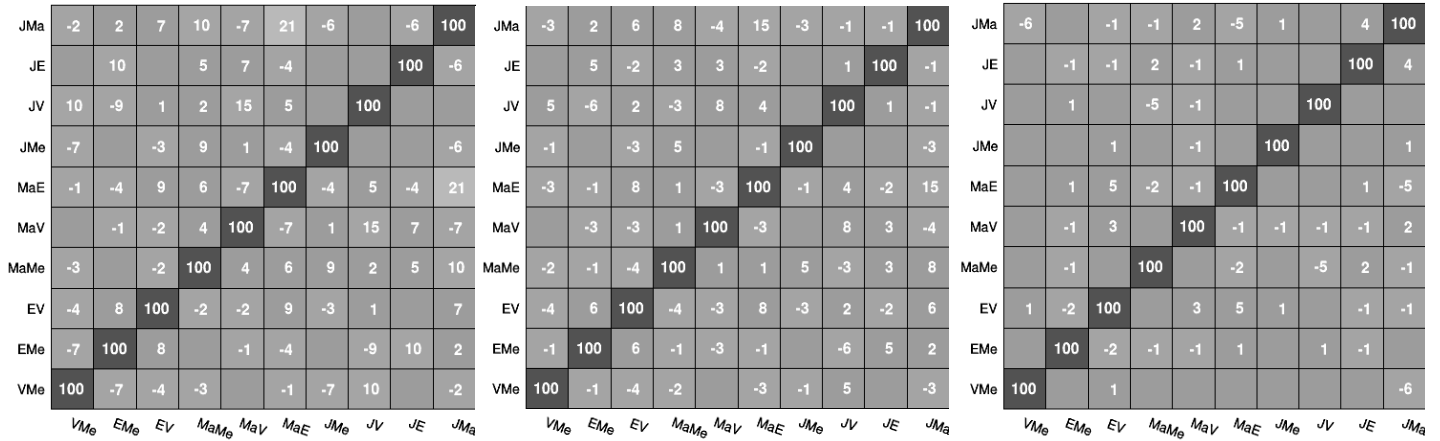 JMa -2 2 7 10 -7 21 -6 -6 100
JE 10 5 7 -4 100 -6
JV 10 -9 1 2 15 5 100
JMe -7 -3 9 1 -4 100 -6
MaE -1 -4 9 6 -7 100 -4 5 -4 21
MaV -1 -2 4 100 -7 1 15 7 -7
MaMe -3 -2 100 4 6 9 2 5 10
EV -4 8 100 -2 -2 9 -3 1 7
EMe -7 100 8 -1 -4 -9 10 2
VMe 100 -7 -4 -3 -1 -7 10 -2
VMe EMe EV MaMe MaV MaE JMe JV JE JMa
JMa -3 2 6 8 -4 15 -3 -1 -1 100
JE 5 -2 3 3 -2 1 100 -1
JV 5 -6 2 -3 8 4 100 1 -1
JMe -1 -3 5 -1 100 -3
MaE -3 -1 8 1 -3 100 -1 4 -2 15
MaV -3 -3 1 100 -3 8 3 -4
MaMe -2 -1 -4 100 1 1 5 -3 3 8
EV -4 6 100 -4 -3 8 -3 2 -2 6
EMe -1 100 6 -1 -3 -1 -6 5 2
VMe 100 -1 -4 -2 -3 -1 5 -3
VMe EMe EV MaMe MaV MaE JMe JV JE JMa
JMa -6 -1 -1 2 -5 1 4 100
JE -1 -1 2 -1 1 100 4
JV 1 -5 -1 100
JMe 1 -1 100 1
MaE 1 5 -2 -1 100 1 -5
MaV -1 3 100 -1 -1 -1 -1 2
MaMe -1 100 -2 -5 2 -1
EV 1 -2 100 3 5 1 -1 -1
EMe 100 -2 -1 -1 1 1 -1
VMe 100 1 -6
VMe EMe EV MaMe MaV MaE JMe JV JE JMa